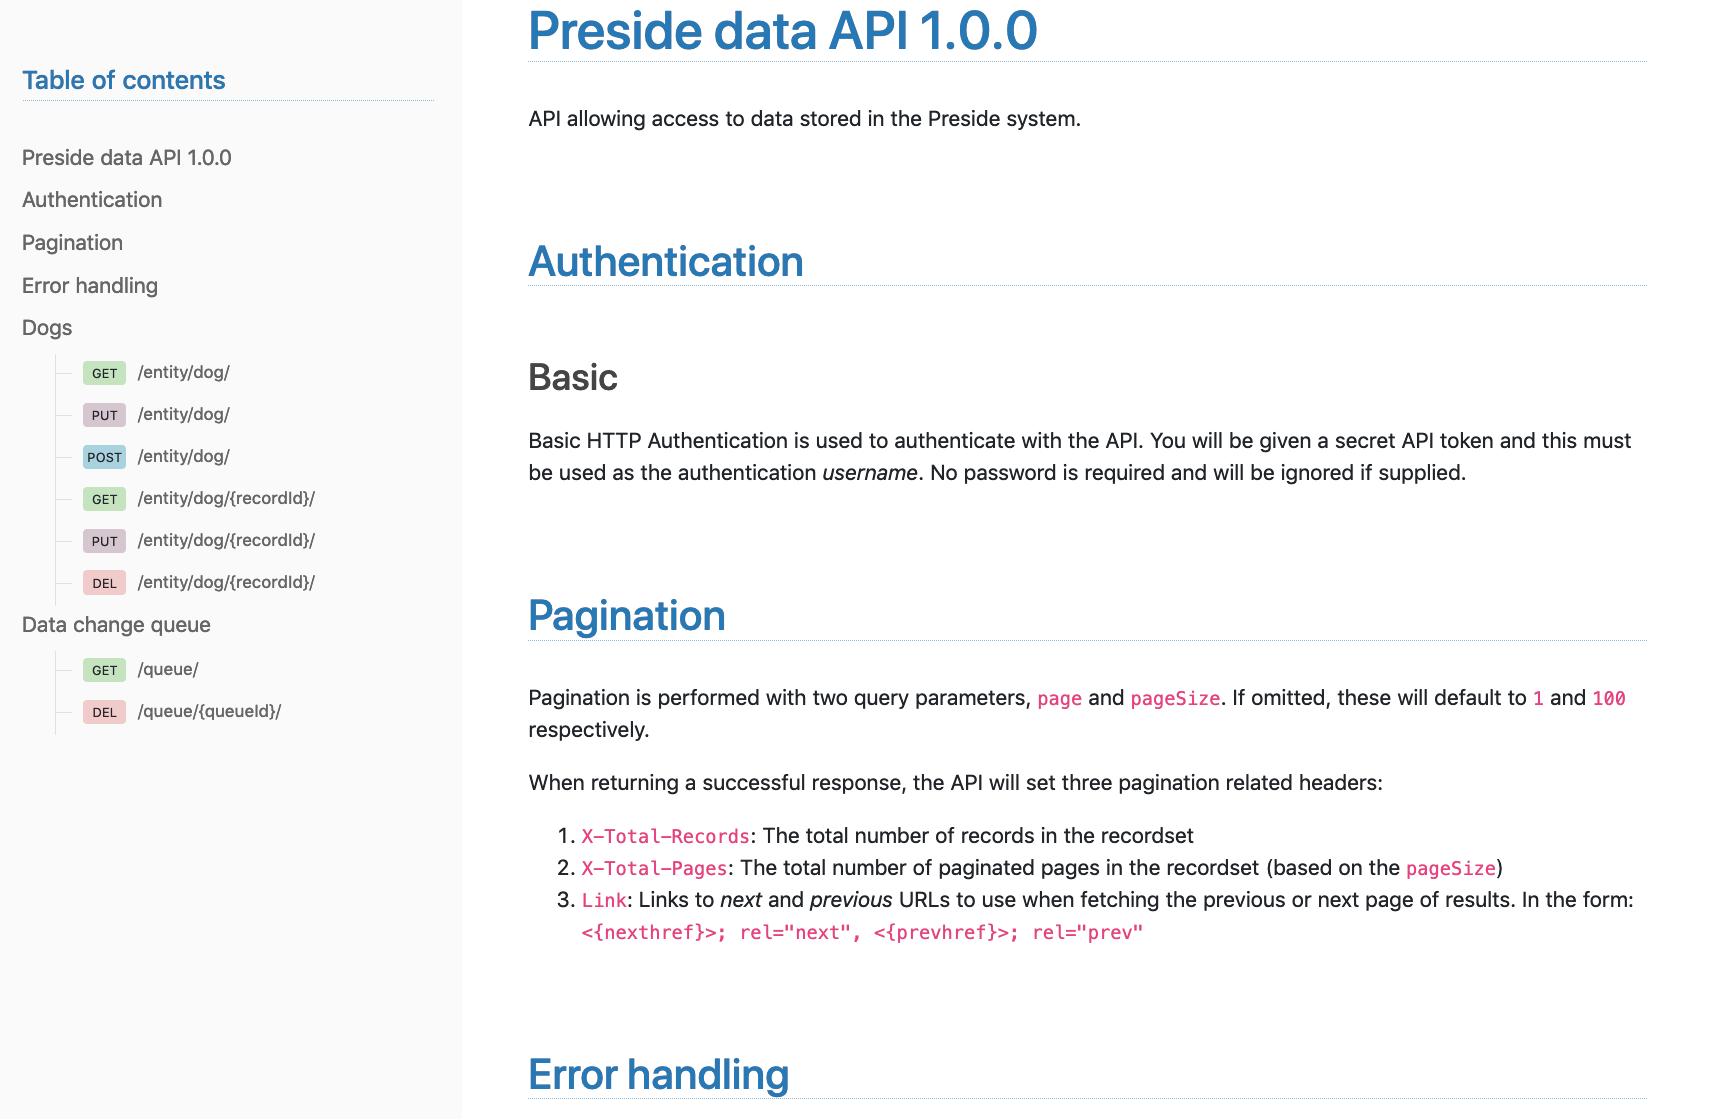 Table of contents
Preside data API 1.0.0
Authentication
Pagination
Error handling
Dogs
GET /entity/dog/
PUT /entity/dog/
POST /entity/dog/
GET /entity/dog/{recordId}/
PUT /entity/dog/{recordId}/
DEL /entity/dog/{recordId}/
Data change queue
GET /queue/
DEL /queue/{queueId}/
Preside data API 1.0.0
API allowing access to data stored in the Preside system.
Authentication
Basic
Basic HTTP Authentication is used to authenticate with the API. You will be given a secret API token and this must
be used as the authentication username. No password is required and will be ignored if supplied.
Pagination
Pagination is performed with two query parameters, page and pageSize. If omitted, these will default to 1 and 100
respectively.
When returning a successful response, the API will set three pagination related headers:
1. X-Total-Records: The total number of records in the recordset
2. X-Total-Pages: The total number of paginated pages in the recordset (based on the pageSize)
3. Link: Links to next and previous URLs to use when fetching the previous or next page of results. In the form:
<{nexthref}>; rel="next", <{prevhref}>; rel="prev"
Error handling